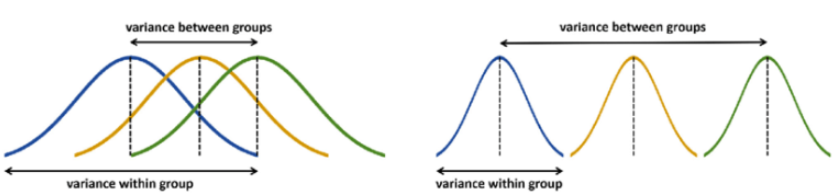 variance between groups
variance within group
variance between groups
variance within group